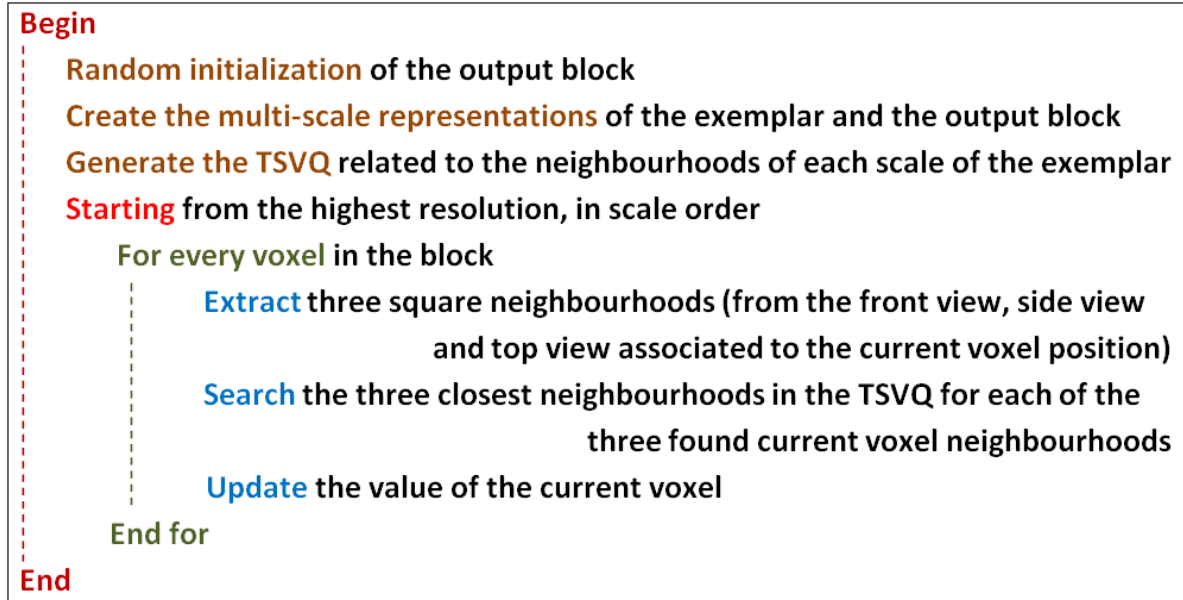 Begin
Random initialization of the output block
Create the multi-scale representations of the exemplar and the output block
Generate the TSVQ related to the neighbourhoods of each scale of the exemplar
Starting from the highest resolution, in scale order
For every voxel in the block
Extract three square neighbourhoods (from the front view, side view
and top view associated to the current voxel position)
Search the three closest neighbourhoods in the TSVQ for each of the
three found current voxel neighbourhoods
Update the value of the current voxel
End for
End